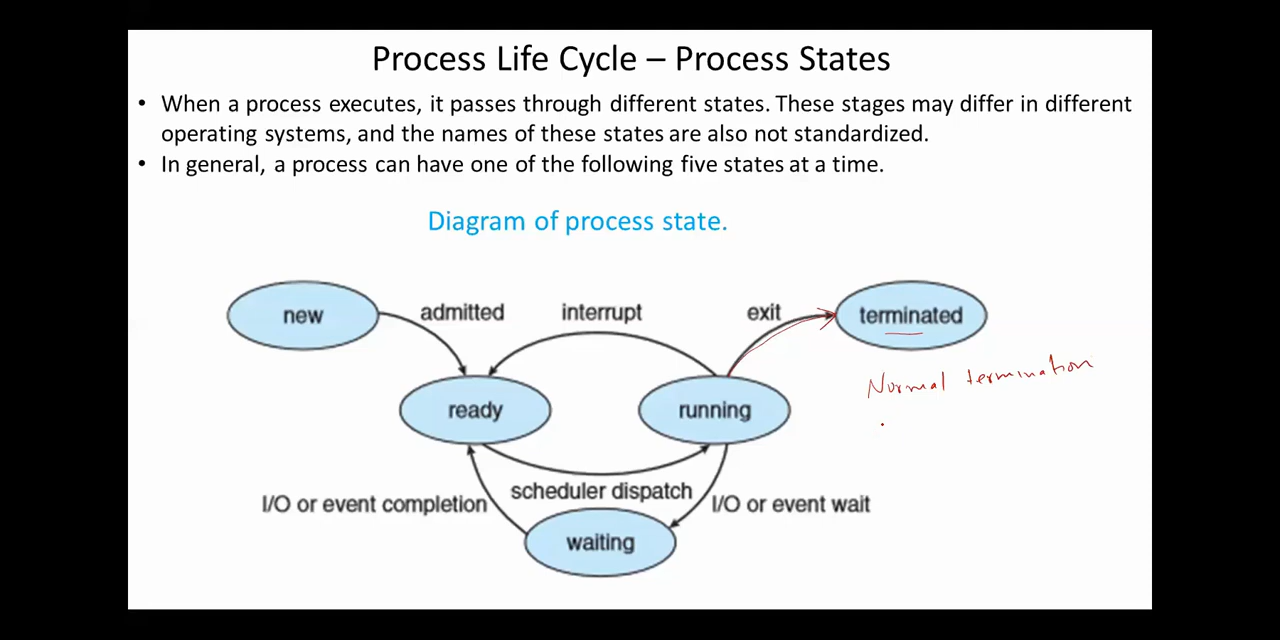 Process Life Cycle – Process States
• When a process executes, it passes through different states. These stages may differ in different
operating systems, and the names of these states are also not standardized.
• In general, a process can have one of the following five states at a time.
Diagram of process state.
new
admitted
interrupt
exit
terminated
Normal termination
ready
running
I/O or event completion
scheduler dispatch
I/O or event wait
waiting